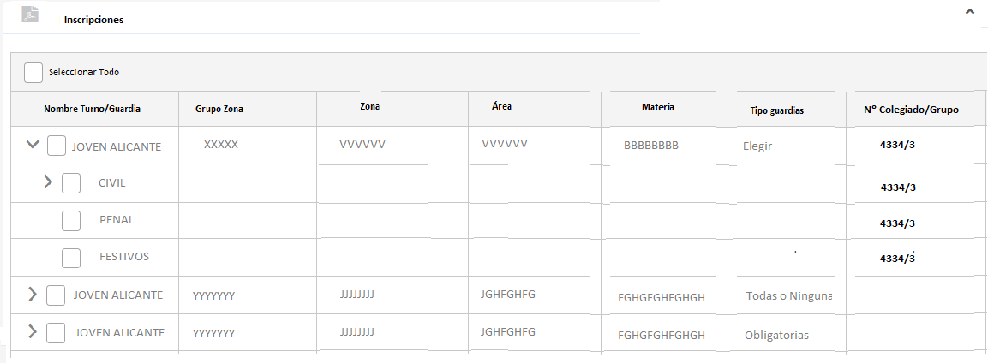 Inscripciones
Seleccionar Todo
Nombre Turno/Guardia Grupo Zona Zona Área Materia Tipo guardias Nº Colegiado/Grupo
JOVEN ALICANTE XXXXX VVVVVV VVVVVV BBBBBBBB Elegir 4334/3
CIVIL 4334/3
PENAL 4334/3
FESTIVOS 4334/3
JOVEN ALICANTE YYYYYYY JJJJJJJJ JGHFGHFG FGHGFGHFGHGH Todas o Ninguna
JOVEN ALICANTE YYYYYYY JJJJJJJJ JGHFGHFG FGHGFGHFGHGH Obligatorias